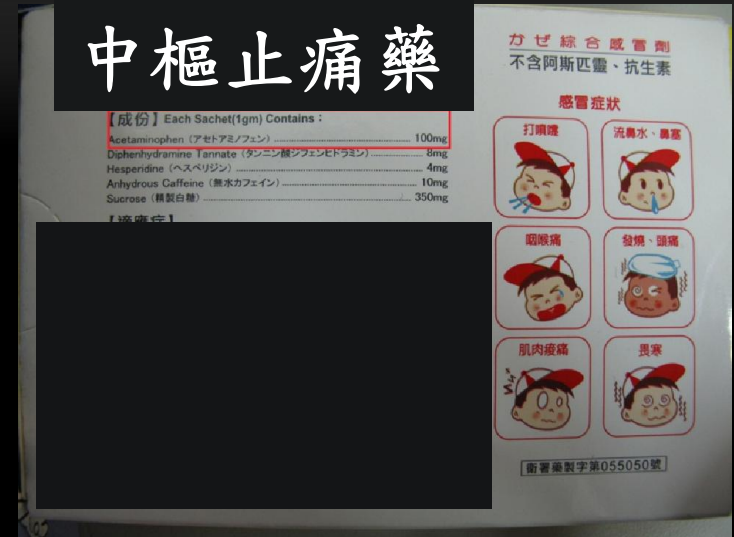 中樞止痛藥
【成份】Each Sachet(1gm) Contains：
Acetaminophen（アセトアミノフェン） 100mg
Diphenhydramine Tannate（タンニン酸ジフェンヒドラミン） 8mg
Hesperidine（ヘスペリジン） 4mg
Anhydrous Caffeine（無水カフェイン） 10mg
Sucrose（精製白糖） 350mg
【適應症】
かぜ綜合感冒劑
不含阿斯匹靈、抗生素
感冒症狀
打噴嚏
流鼻水、鼻塞
咽喉痛
發燒、頭痛
肌肉痠痛
畏寒
衛署藥製字第055050號